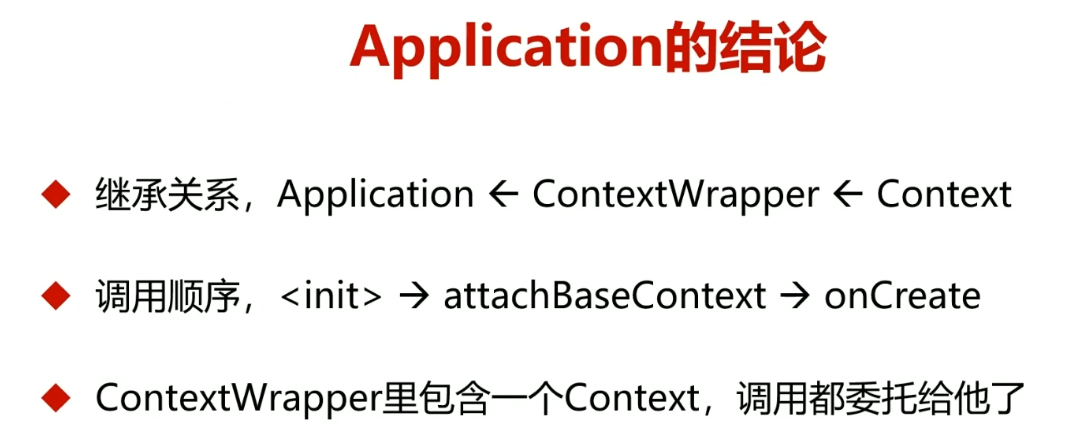 Application的结论
继承关系，Application ← ContextWrapper ← Context
调用顺序，<init> → attachBaseContext → onCreate
ContextWrapper里包含一个Context，调用都委托给他了